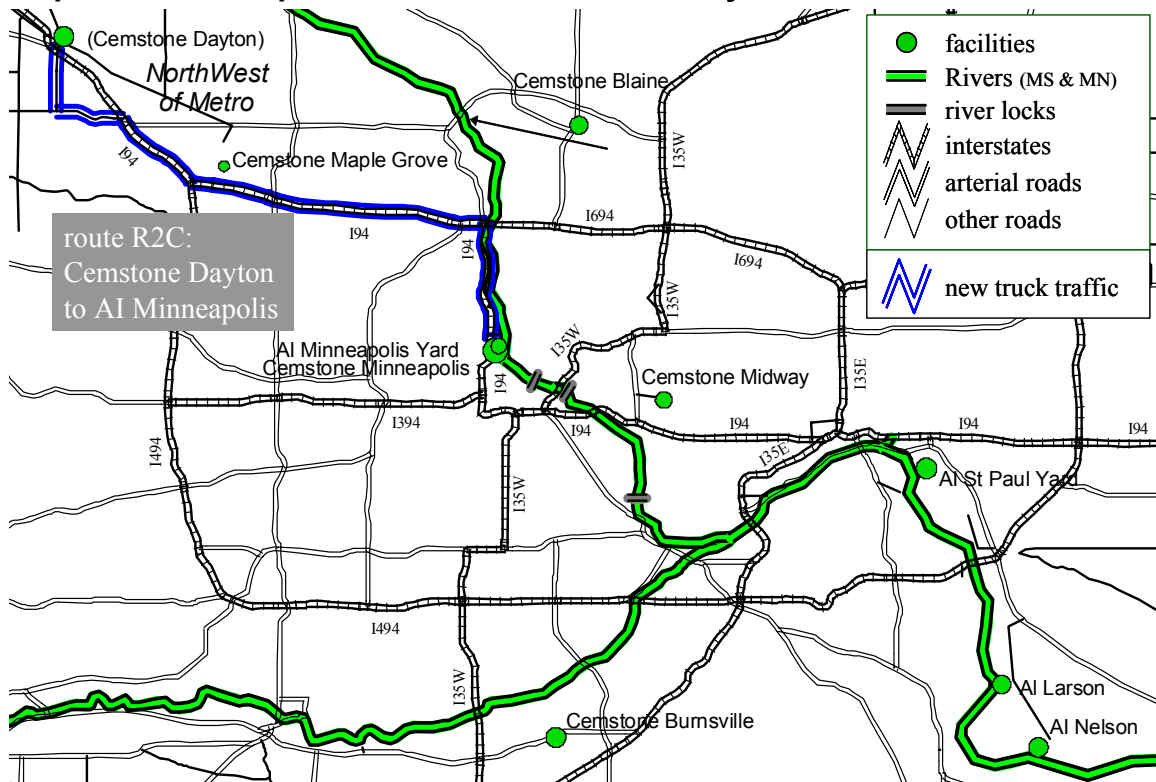 (Cemstone Dayton)
NorthWest
of Metro
Cemstone Blaine
I94
Cemstone Maple Grove
I35W
I94
I94
I694
I694
route R2C:
Cemstone Dayton
to AI Minneapolis
I35W
I35W
AI Minneapolis Yard
Cemstone Minneapolis
I94
Cemstone Midway
I35E
I394
I94
I94
I94
I94
I494
I35E
I35W
AI St Paul Yard
I494
I35W
AI Larson
Cemstone Burnsville
AI Nelson
facilities
Rivers (MS & MN)
river locks
interstates
arterial roads
other roads
new truck traffic